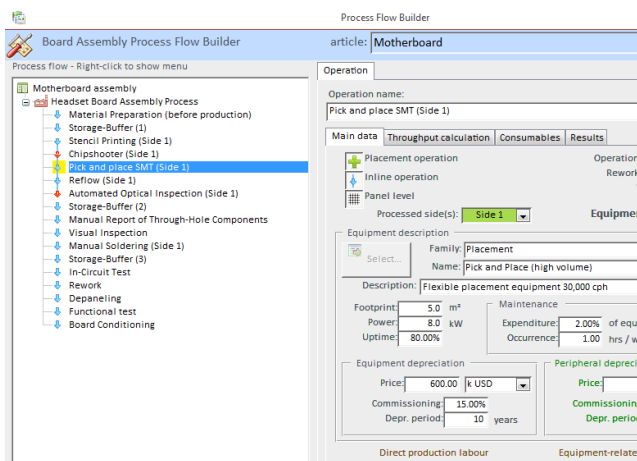 Process Flow Builder
Board Assembly Process Flow Builder
article: Motherboard
Process flow - Right-click to show menu
Motherboard assembly
Headset Board Assembly Process
Material Preparation (before production)
Storage-Buffer (1)
Stencil Printing (Side 1)
Chipshooter (Side 1)
Pick and place SMT (Side 1)
Reflow (Side 1)
Automated Optical Inspection (Side 1)
Storage-Buffer (2)
Manual Report of Through-Hole Components
Visual Inspection
Manual Soldering (Side 1)
Storage-Buffer (3)
In-Circuit Test
Rework
Depaneling
Functional test
Board Conditioning
Operation
Operation name:
Pick and place SMT (Side 1)
Main data Throughput calculation Consumables Results
Placement operation Operation
Inline operation Rework
Panel level
Processed side(s): Side 1 Equipmen
Equipment description
Select...
Family: Placement
Name: Pick and Place (high volume)
Description: Flexible placement equipment 30,000 cph
Footprint: 5.0 m²
Power: 8.0 kW
Uptime: 80.00%
Maintenance
Expenditure: 2.00% of equ
Occurrence: 1.00 hrs / w
Equipment depreciation
Price: 600.00 k USD
Commissioning: 15.00%
Depr. period: 10 years
Peripheral depreci
Price:
Commissionin
Depr. perio
Direct production labour Equipment-relate